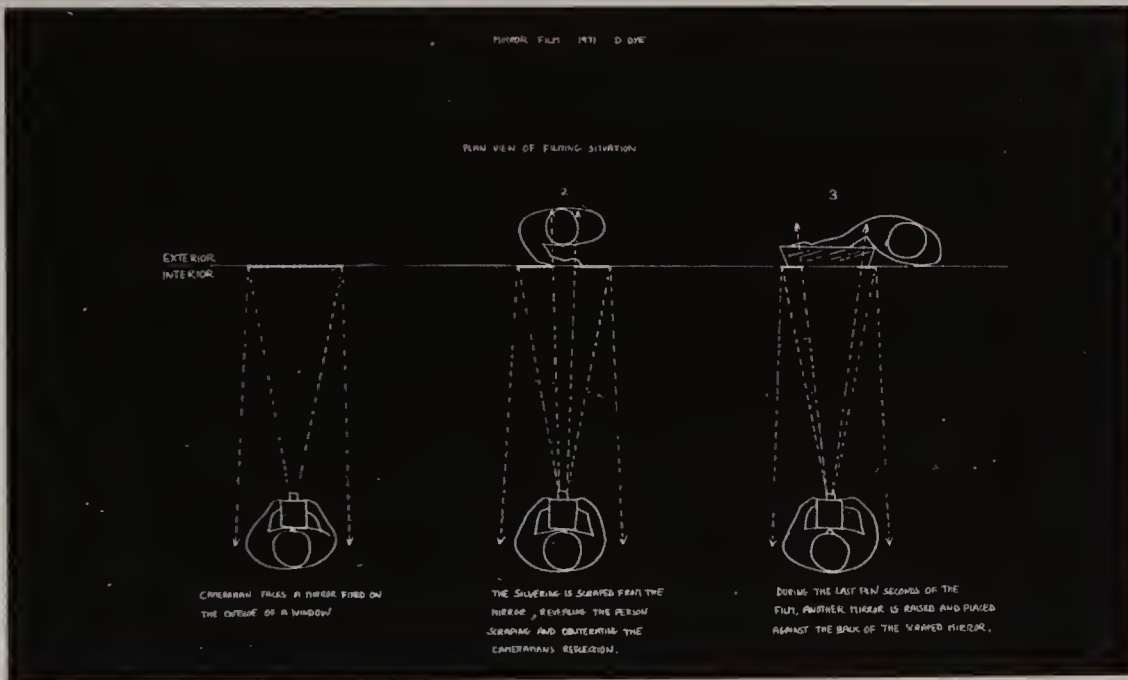 MIRROR FILM 1971 D DYE
PLAN VIEW OF FILMING SITUATION
2
3
EXTERIOR
INTERIOR
CAMERAMAN FACES A MIRROR FIXED ON
THE OUTSIDE OF A WINDOW
THE SILVERING IS SCRAPED FROM THE
MIRROR, REVEALING THE PERSON
SCRAPING AND OBLITERATING THE
CAMERAMANS REFLECTION.
DURING THE LAST FEW SECONDS OF THE
FILM, ANOTHER MIRROR IS RAISED AND PLACED
AGAINST THE BACK OF THE SCRAPED MIRROR.